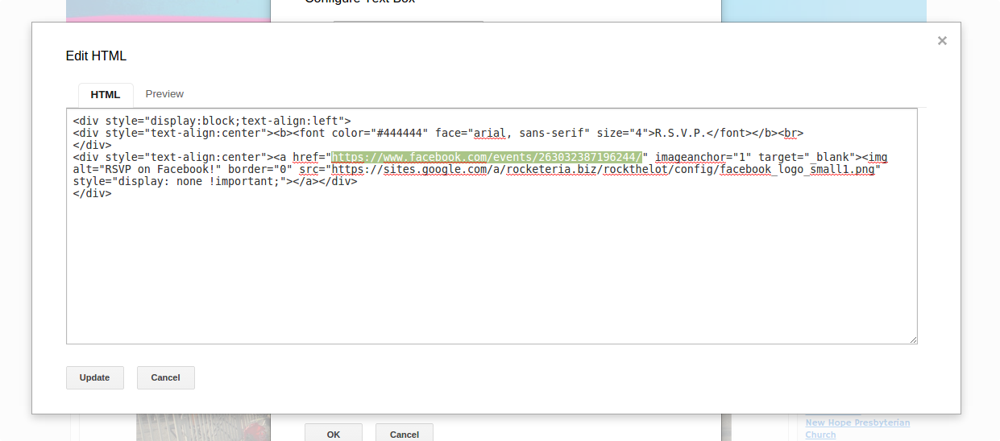 Configure Text Box
×
Edit HTML
HTML
Preview
<div style="display:block;text-align:left">
<div style="text-align:center"><b><font color="#444444" face="arial, sans-serif" size="4">R.S.V.P.</font></b><br>
</div>
<div style="text-align:center"><a href="https://www.facebook.com/events/263032387196244/" imageanchor="1" target="_blank"><img
alt="RSVP on Facebook!" border="0" src="https://sites.google.com/a/rocketeria.biz/rockthelot/config/facebook_logo_small1.png"
style="display: none !important;"></a></div>
</div>
Update
Cancel
OK
Cancel
New Hope Presbyterian
Church